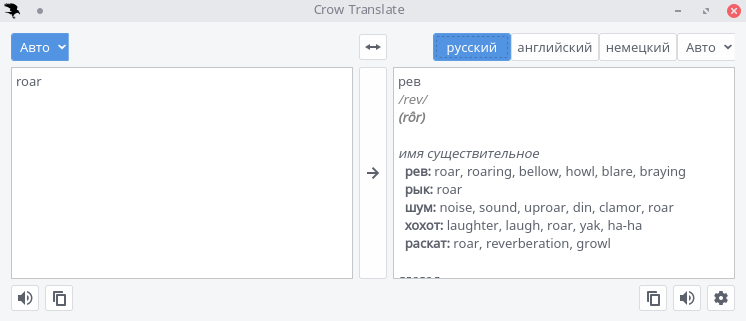 Crow Translate
Авто
русский английский немецкий Авто
roar
рев
/rev/
(rôr)
имя существительное
рев: roar, roaring, bellow, howl, blare, braying
рык: roar
шум: noise, sound, uproar, din, clamor, roar
хохот: laughter, laugh, roar, yak, ha-ha
раскат: roar, reverberation, growl